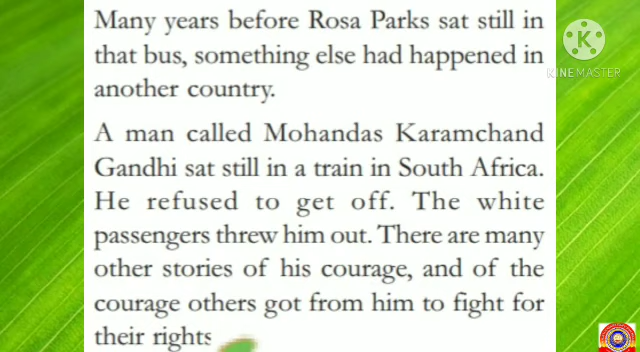 Many years before Rosa Parks sat still in
that bus, something else had happened in
another country.
A man called Mohandas Karamchand
Gandhi sat still in a train in South Africa.
He refused to get off. The white
passengers threw him out. There are many
other stories of his courage, and of the
courage others got from him to fight for
their rights
KINEMASTER